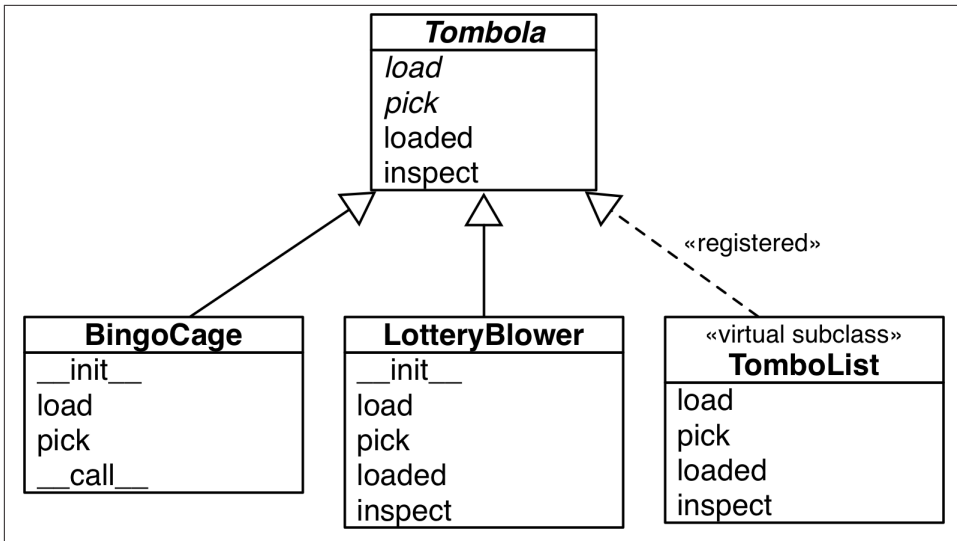 Tombola
load
pick
loaded
inspect
«registered»
BingoCage
__init__
load
pick
__call__
LotteryBlower
__init__
load
pick
loaded
inspect
«virtual subclass»
TomboList
load
pick
loaded
inspect